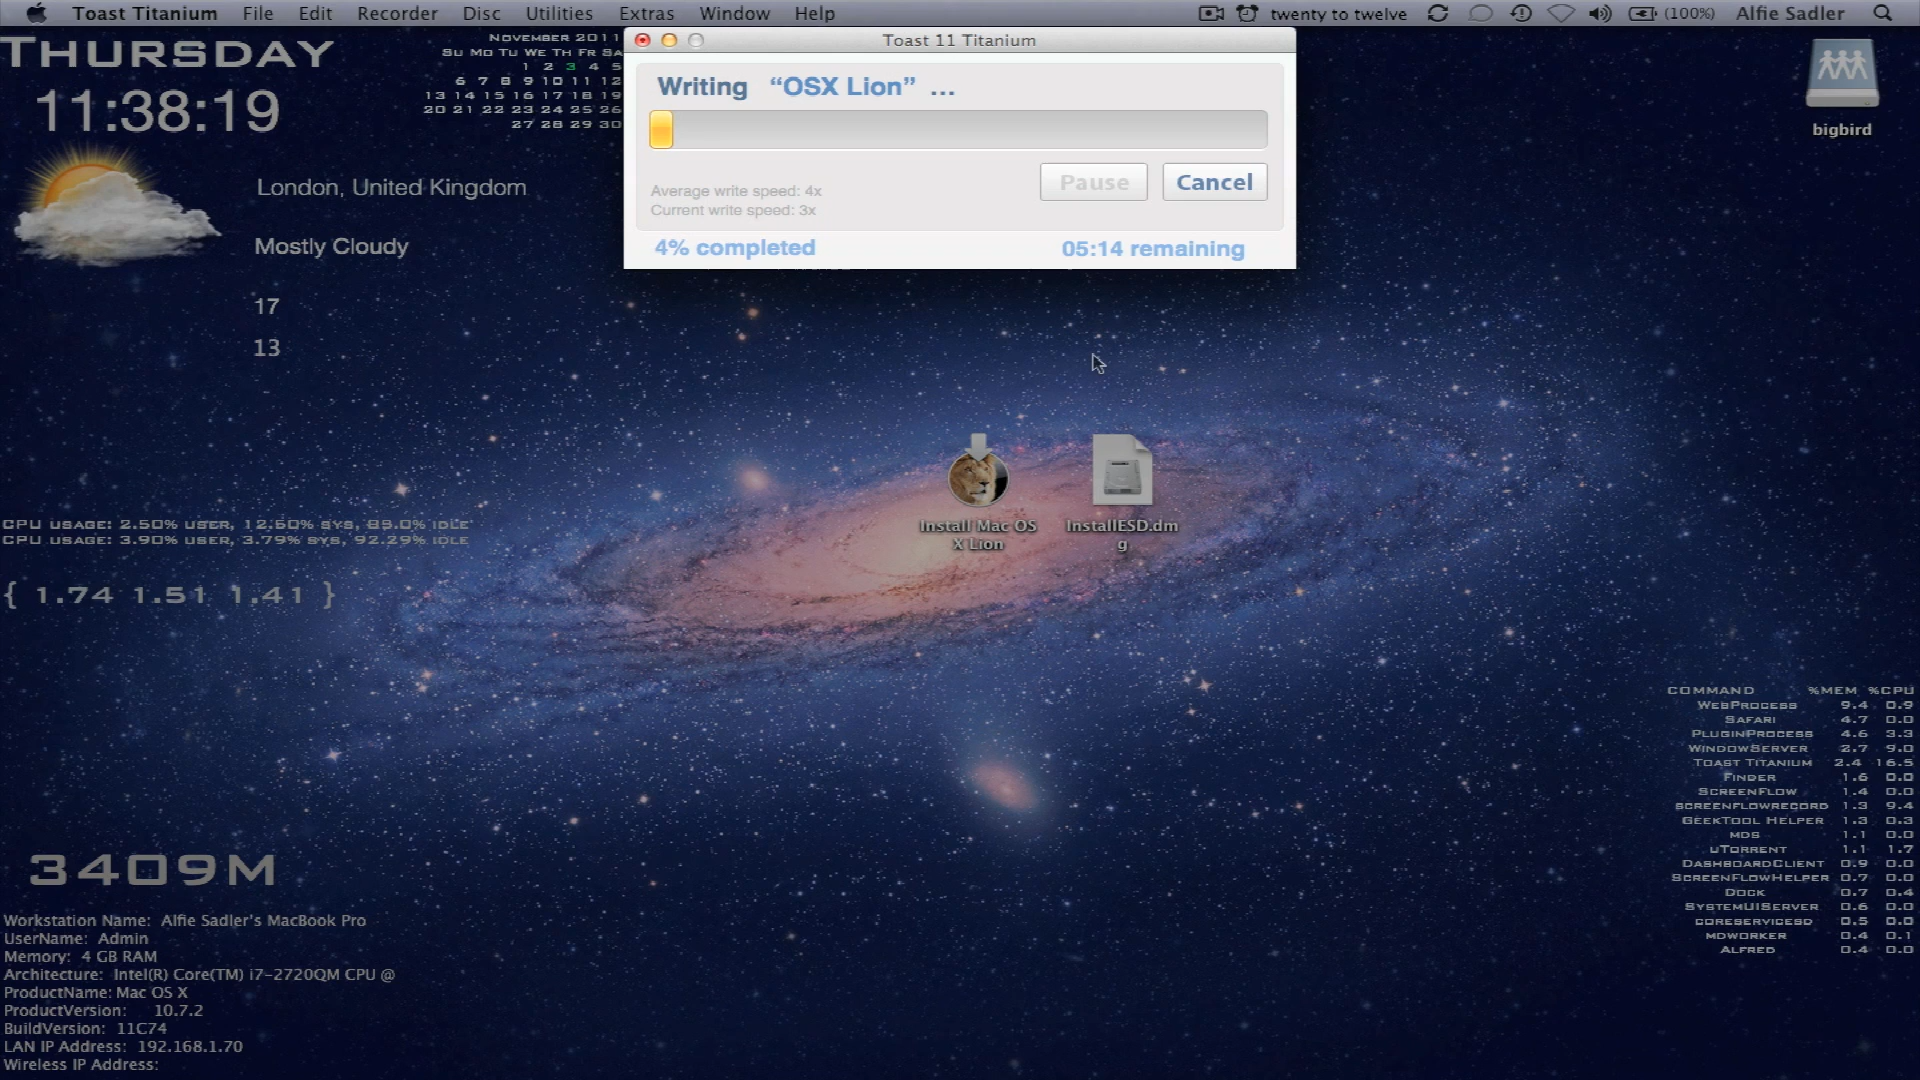 Toast Titanium File Edit Recorder Disc Utilities Extras Window Help
twenty to twelve (100%) Alfie Sadler
THURSDAY
11:38:19
NOVEMBER 2011
SU MO TU WE TH FR SA
1 2 3 4 5
6 7 8 9 10 11 12
13 14 15 16 17 18 19
20 21 22 23 24 25 26
27 28 29 30
London, United Kingdom
Mostly Cloudy
17
13
Toast 11 Titanium
Writing “OSX Lion” ...
Pause Cancel
Average write speed: 4x
Current write speed: 3x
4% completed 05:14 remaining
bigbird
Install Mac OS
X Lion
InstallESD.dm
g
CPU USAGE: 2.50% USER, 12.50% SYS, 85.0% IDLE
CPU USAGE: 3.90% USER, 3.79% SYS, 92.29% IDLE
{ 1.74 1.51 1.41 }
3409M
Workstation Name: Alfie Sadler's MacBook Pro
UserName: Admin
Memory: 4 GB RAM
Architecture: Intel(R) Core(TM) i7-2720QM CPU @
ProductName: Mac OS X
ProductVersion: 10.7.2
BuildVersion: 11C74
LAN IP Address: 192.168.1.70
Wireless IP Address:
COMMAND %MEM %CPU
WEBPROCESS 9.4 0.9
SAFARI 4.7 0.0
PLUGINPROCESS 4.6 3.3
WINDOWSERVER 2.7 9.0
TOAST TITANIUM 2.4 16.5
FINDER 1.6 0.0
SCREENFLOW 1.4 0.0
SCREENFLOWRECORD 1.3 9.4
GEEKTOOL HELPER 1.3 0.3
MDS 1.1 0.0
UTORRENT 1.1 1.7
DASHBOARDCLIENT 0.9 0.0
SCREENFLOWHELPER 0.7 0.0
DOCK 0.7 0.4
SYSTEMUISERVER 0.6 0.0
CORESERVICESD 0.5 0.0
MDWORKER 0.4 0.1
ALFRED 0.4 0.0